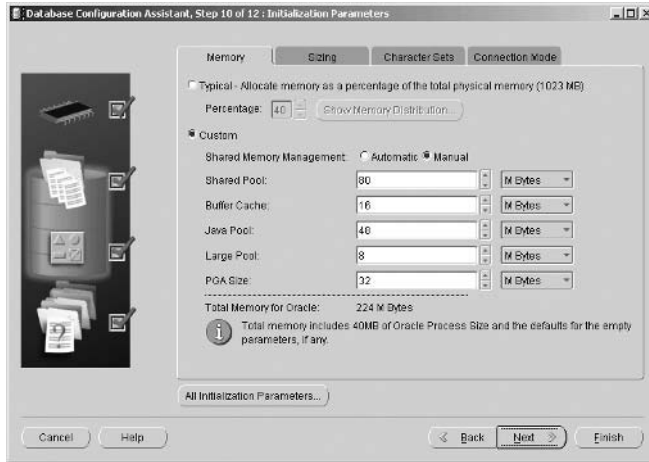 Database Configuration Assistant, Step 10 of 12 : Initialization Parameters
Memory Sizing Character Sets Connection Mode
Typical - Allocate memory as a percentage of the total physical memory (1023 MB)
Percentage: 40 Show Memory Distribution...
Custom
Shared Memory Management: Automatic Manual
Shared Pool: 80 M Bytes
Buffer Cache: 16 M Bytes
Java Pool: 48 M Bytes
Large Pool: 8 M Bytes
PGA Size: 32 M Bytes
Total Memory for Oracle: 224 M Bytes
Total memory includes 40MB of Oracle Process Size and the defaults for the empty
parameters, if any.
All Initialization Parameters...
Cancel Help Back Next Finish